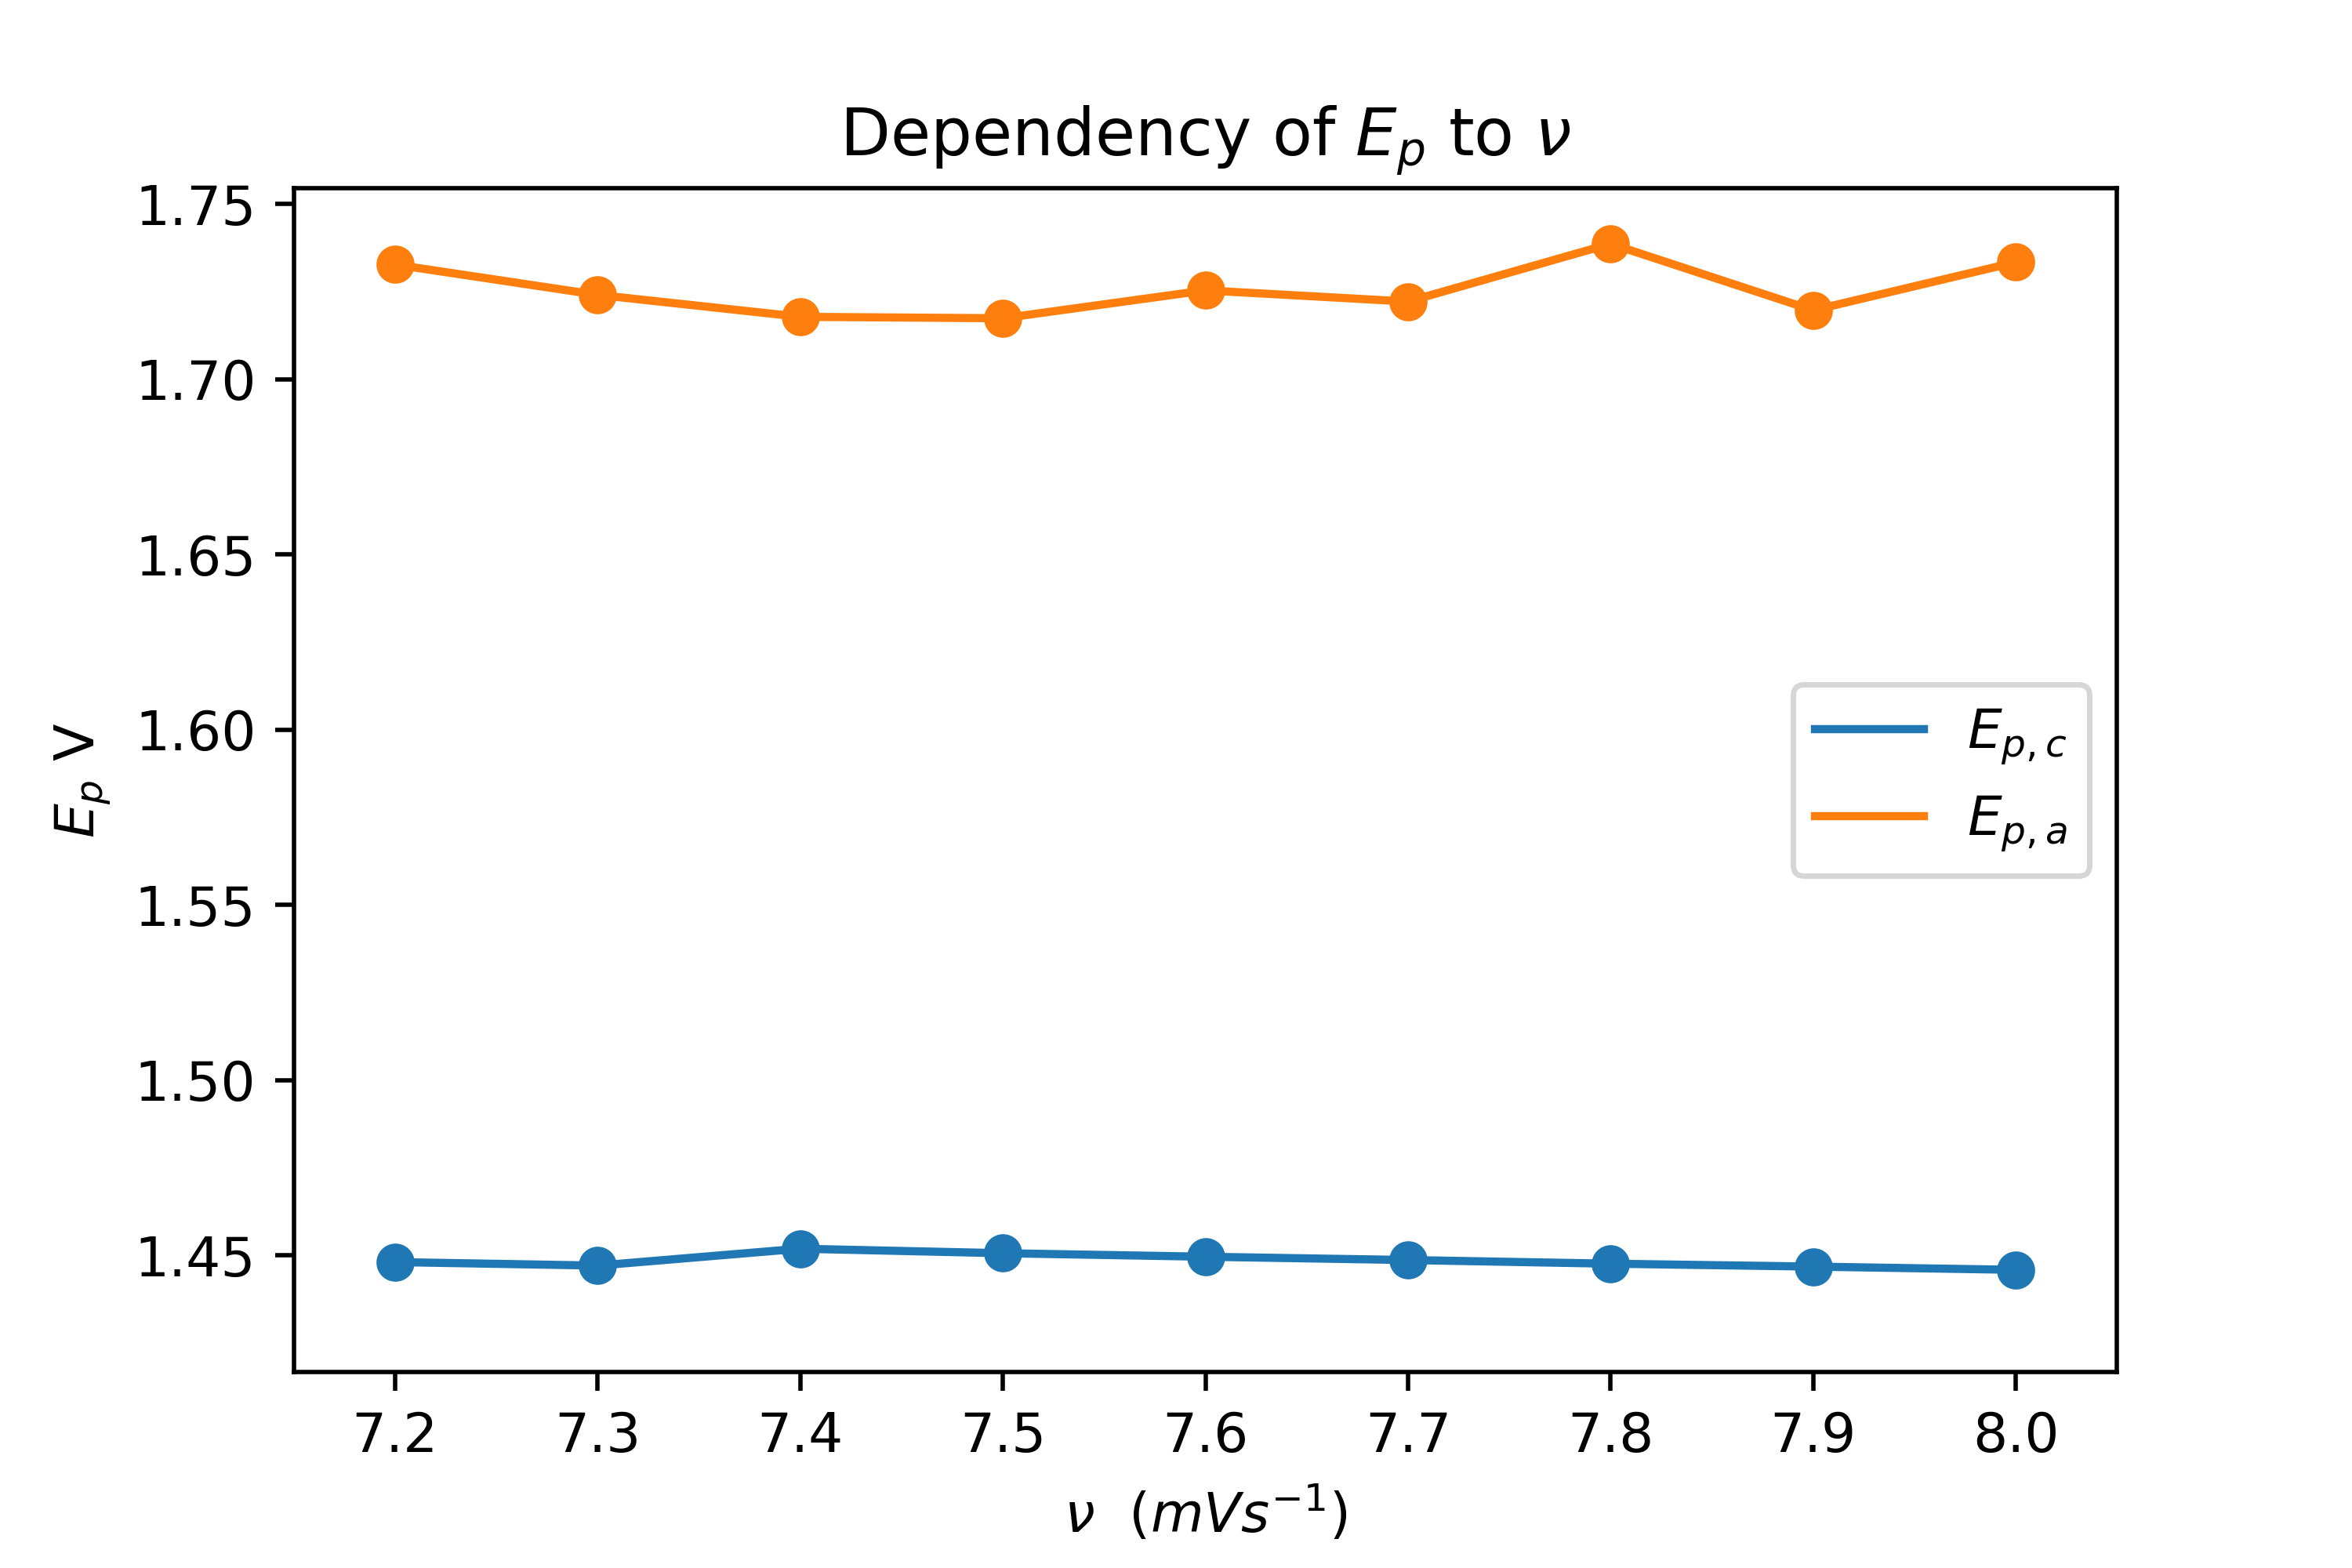 Dependency of Eₚ to ν
1.75
1.70
1.65
1.60
1.55
1.50
1.45
Eₚ V
E_{p,c}
E_{p,a}
7.2 7.3 7.4 7.5 7.6 7.7 7.8 7.9 8.0
ν (mVs⁻¹)